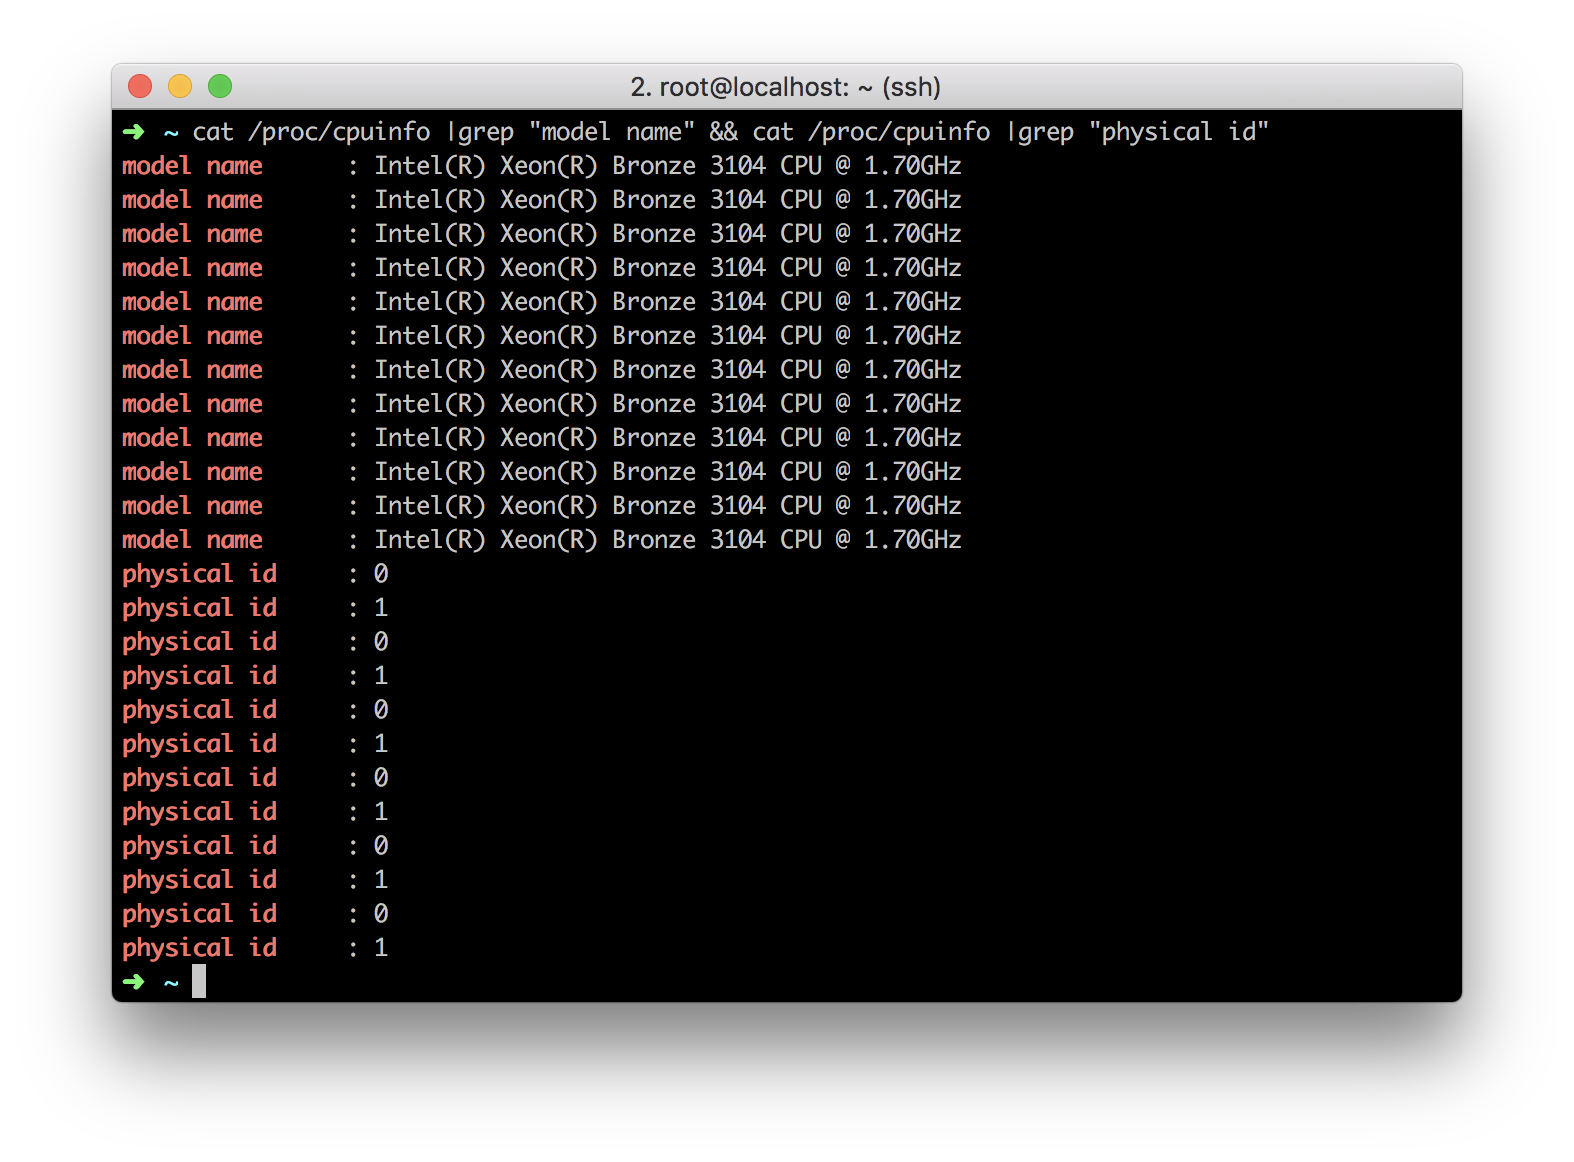 2. root@localhost: ~ (ssh)
➜ ~ cat /proc/cpuinfo |grep "model name" && cat /proc/cpuinfo |grep "physical id"
model name : Intel(R) Xeon(R) Bronze 3104 CPU @ 1.70GHz
model name : Intel(R) Xeon(R) Bronze 3104 CPU @ 1.70GHz
model name : Intel(R) Xeon(R) Bronze 3104 CPU @ 1.70GHz
model name : Intel(R) Xeon(R) Bronze 3104 CPU @ 1.70GHz
model name : Intel(R) Xeon(R) Bronze 3104 CPU @ 1.70GHz
model name : Intel(R) Xeon(R) Bronze 3104 CPU @ 1.70GHz
model name : Intel(R) Xeon(R) Bronze 3104 CPU @ 1.70GHz
model name : Intel(R) Xeon(R) Bronze 3104 CPU @ 1.70GHz
model name : Intel(R) Xeon(R) Bronze 3104 CPU @ 1.70GHz
model name : Intel(R) Xeon(R) Bronze 3104 CPU @ 1.70GHz
model name : Intel(R) Xeon(R) Bronze 3104 CPU @ 1.70GHz
model name : Intel(R) Xeon(R) Bronze 3104 CPU @ 1.70GHz
physical id : 0
physical id : 1
physical id : 0
physical id : 1
physical id : 0
physical id : 1
physical id : 0
physical id : 1
physical id : 0
physical id : 1
physical id : 0
physical id : 1
➜ ~